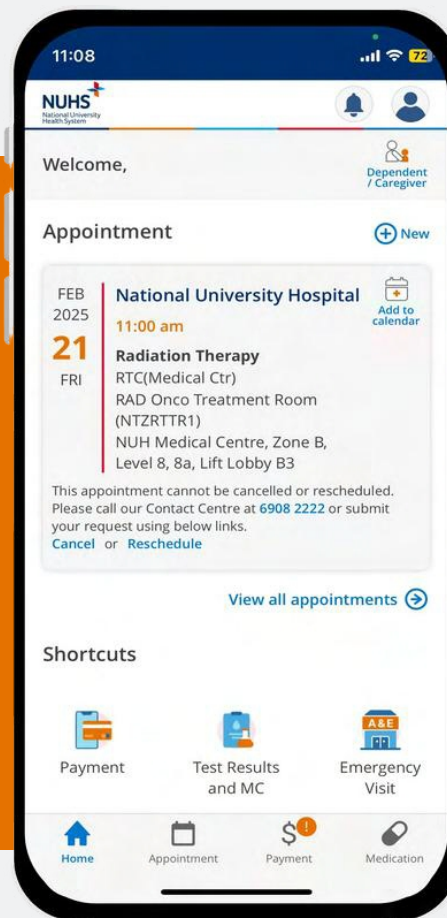 11:08
72
NUHS
National University
Health System
Welcome,
Dependent
/ Caregiver
Appointment
New
FEB
2025
21
FRI
National University Hospital
Add to
calendar
11:00 am
Radiation Therapy
RTC(Medical Ctr)
RAD Onco Treatment Room
(NTZRTTR1)
NUH Medical Centre, Zone B,
Level 8, 8a, Lift Lobby B3
This appointment cannot be cancelled or rescheduled.
Please call our Contact Centre at 6908 2222 or submit
your request using below links.
Cancel or Reschedule
View all appointments
Shortcuts
Payment
Test Results
and MC
A&E
Emergency
Visit
Home
Appointment
$
!
Payment
Medication